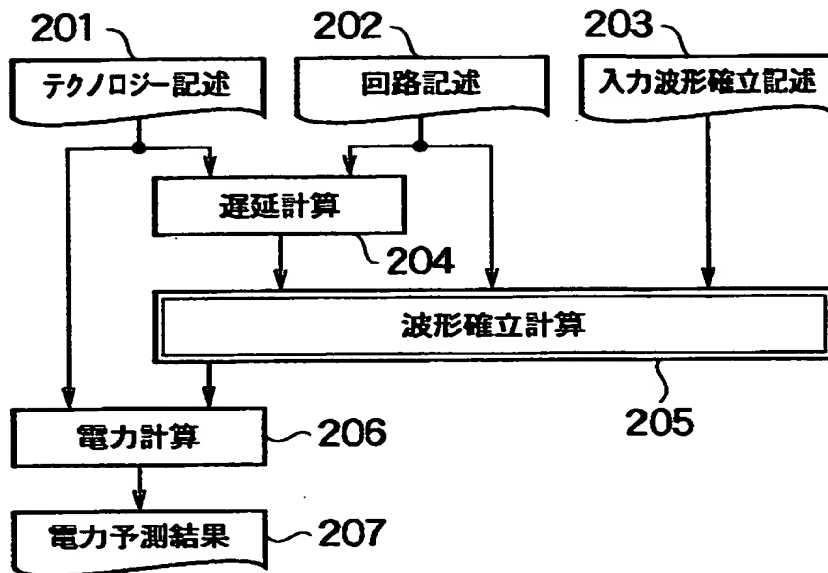 201
202
203
テクノロジー記述
回路記述
入力波形確立記述
遅延計算
204
波形確立計算
205
電力計算
206
電力予測結果
207